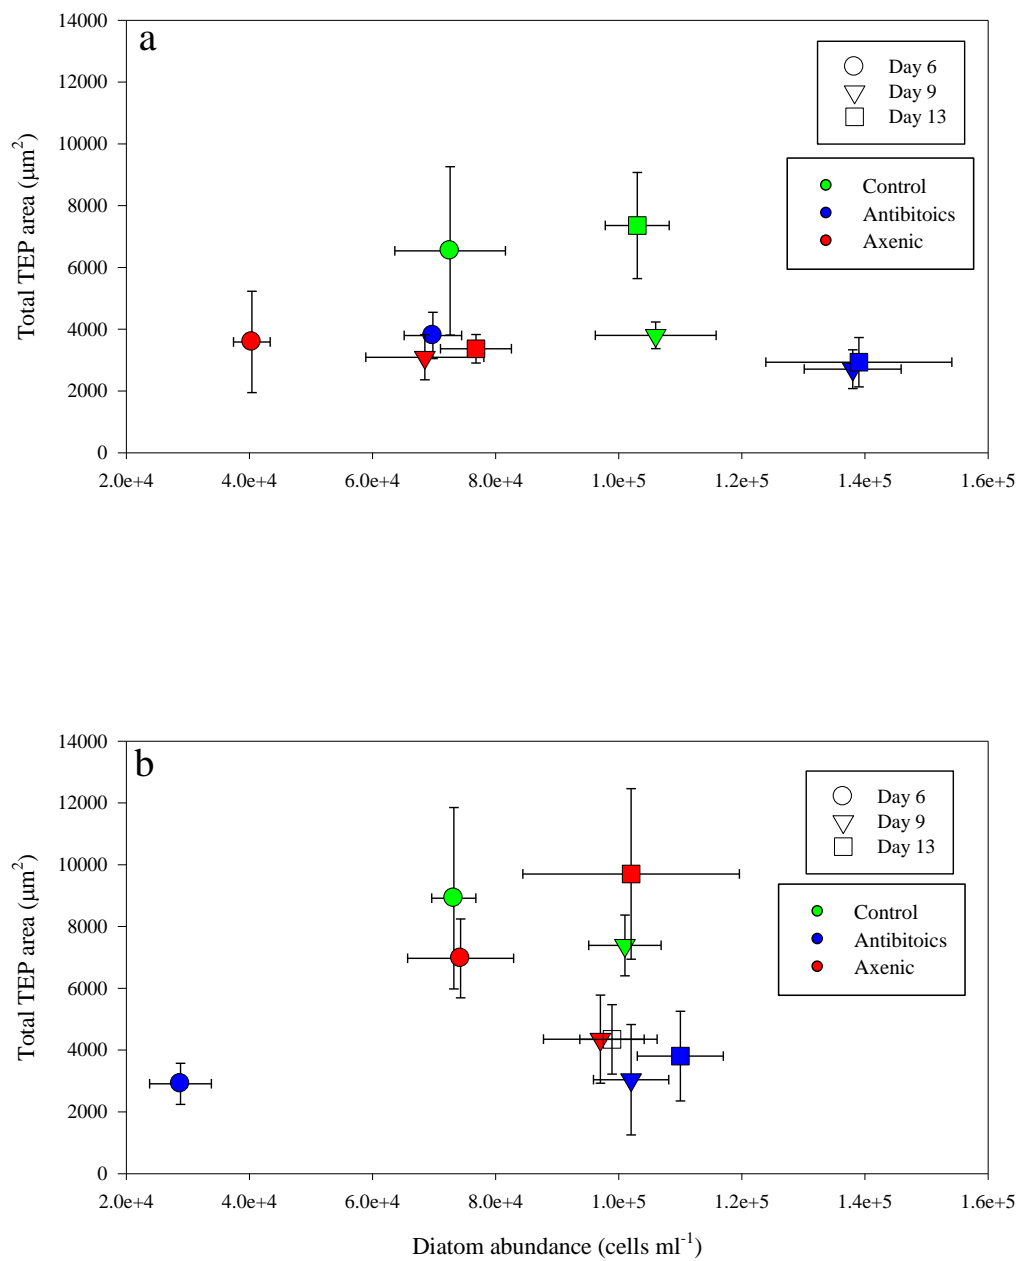 14000
a
12000
10000
8000
6000
4000
2000
0
Total TEP area (µm²)
2.0e+4 4.0e+4 6.0e+4 8.0e+4 1.0e+5 1.2e+5 1.4e+5 1.6e+5
Day 6
Day 9
Day 13
Control
Antibitoics
Axenic
14000
b
12000
10000
8000
6000
4000
2000
0
Total TEP area (µm²)
2.0e+4 4.0e+4 6.0e+4 8.0e+4 1.0e+5 1.2e+5 1.4e+5 1.6e+5
Day 6
Day 9
Day 13
Control
Antibitoics
Axenic
Diatom abundance (cells ml⁻¹)